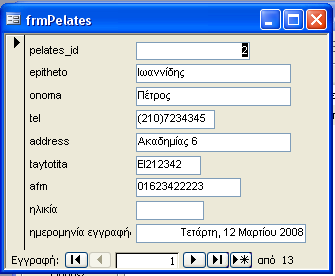 frmPelates
pelates_id 2
epitheto Ιωαννίδης
onoma Πέτρος
tel (210)7234345
address Ακαδημίας 6
taytotita ΕΙ212342
afm 01623422223
ηλικία
ημερομηνία εγγραφή Τετάρτη, 12 Μαρτίου 2008
Εγγραφή: 1 από 13